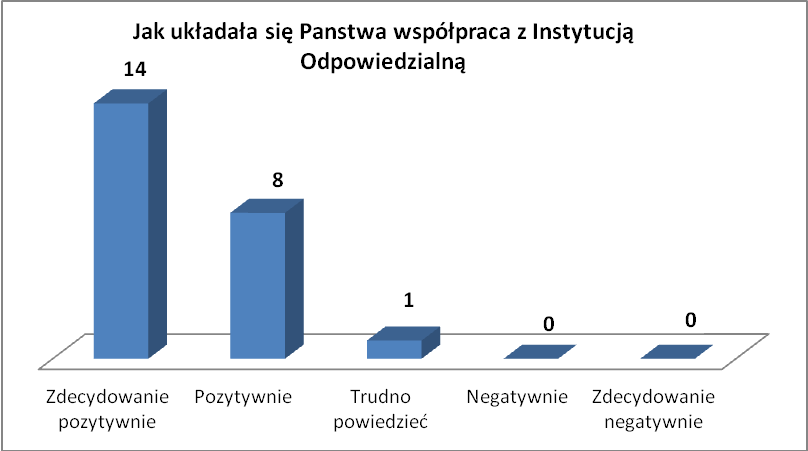 Jak układała się Panstwa współpraca z Instytucją
Odpowiedzialną
14
8
1
0
0
Zdecydowanie
pozytywnie
Pozytywnie
Trudno
powiedzieć
Negatywnie
Zdecydowanie
negatywnie